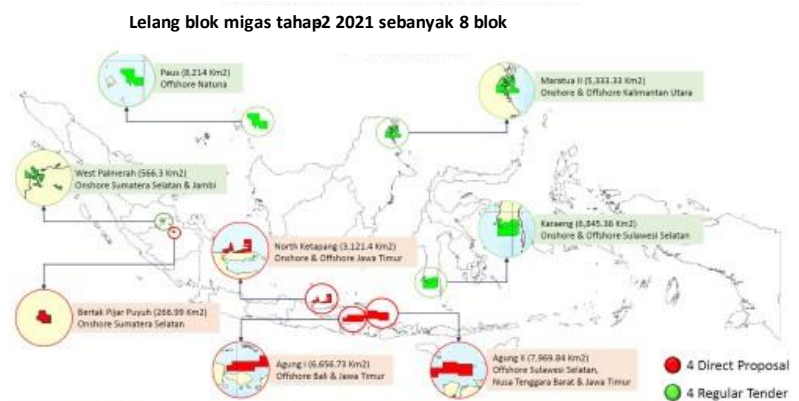 Lelang blok migas tahap2 2021 sebanyak 8 blok
Paus (8,214 Km2)
Offshore Natuna
Maratua II (5,333.33 Km2)
Onshore & Offshore Kalimantan Utara
West Palmerah (566.3 Km2)
Onshore Sumatera Selatan & Jambi
Karaeng (6,845.36 Km2)
Onshore & Offshore Sulawesi Selatan
North Ketapang (3,121.4 Km2)
Onshore & Offshore Jawa Timur
Bertak Pijar Puyuh (266.99 Km2)
Onshore Sumatera Selatan
Agung I (6,656.73 Km2)
Offshore Bali & Jawa Timur
Agung II (7,969.84 Km2)
Offshore Sulawesi Selatan,
Nusa Tenggara Barat & Jawa Timur
4 Direct Proposal
4 Regular Tender